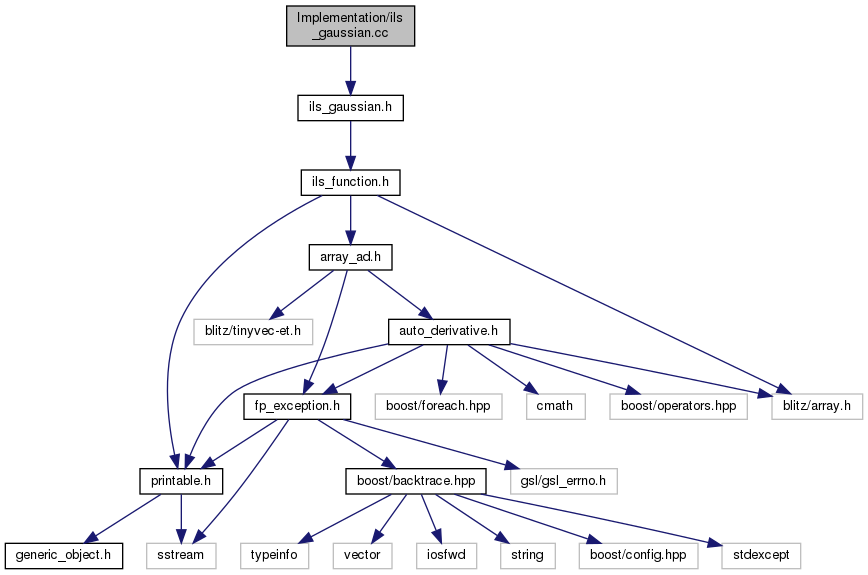 Implementation/ils
_gaussian.cc
ils_gaussian.h
ils_function.h
array_ad.h
blitz/tinyvec-et.h
auto_derivative.h
fp_exception.h
boost/foreach.hpp
cmath
boost/operators.hpp
blitz/array.h
printable.h
boost/backtrace.hpp
gsl/gsl_errno.h
generic_object.h
sstream
typeinfo
vector
iosfwd
string
boost/config.hpp
stdexcept